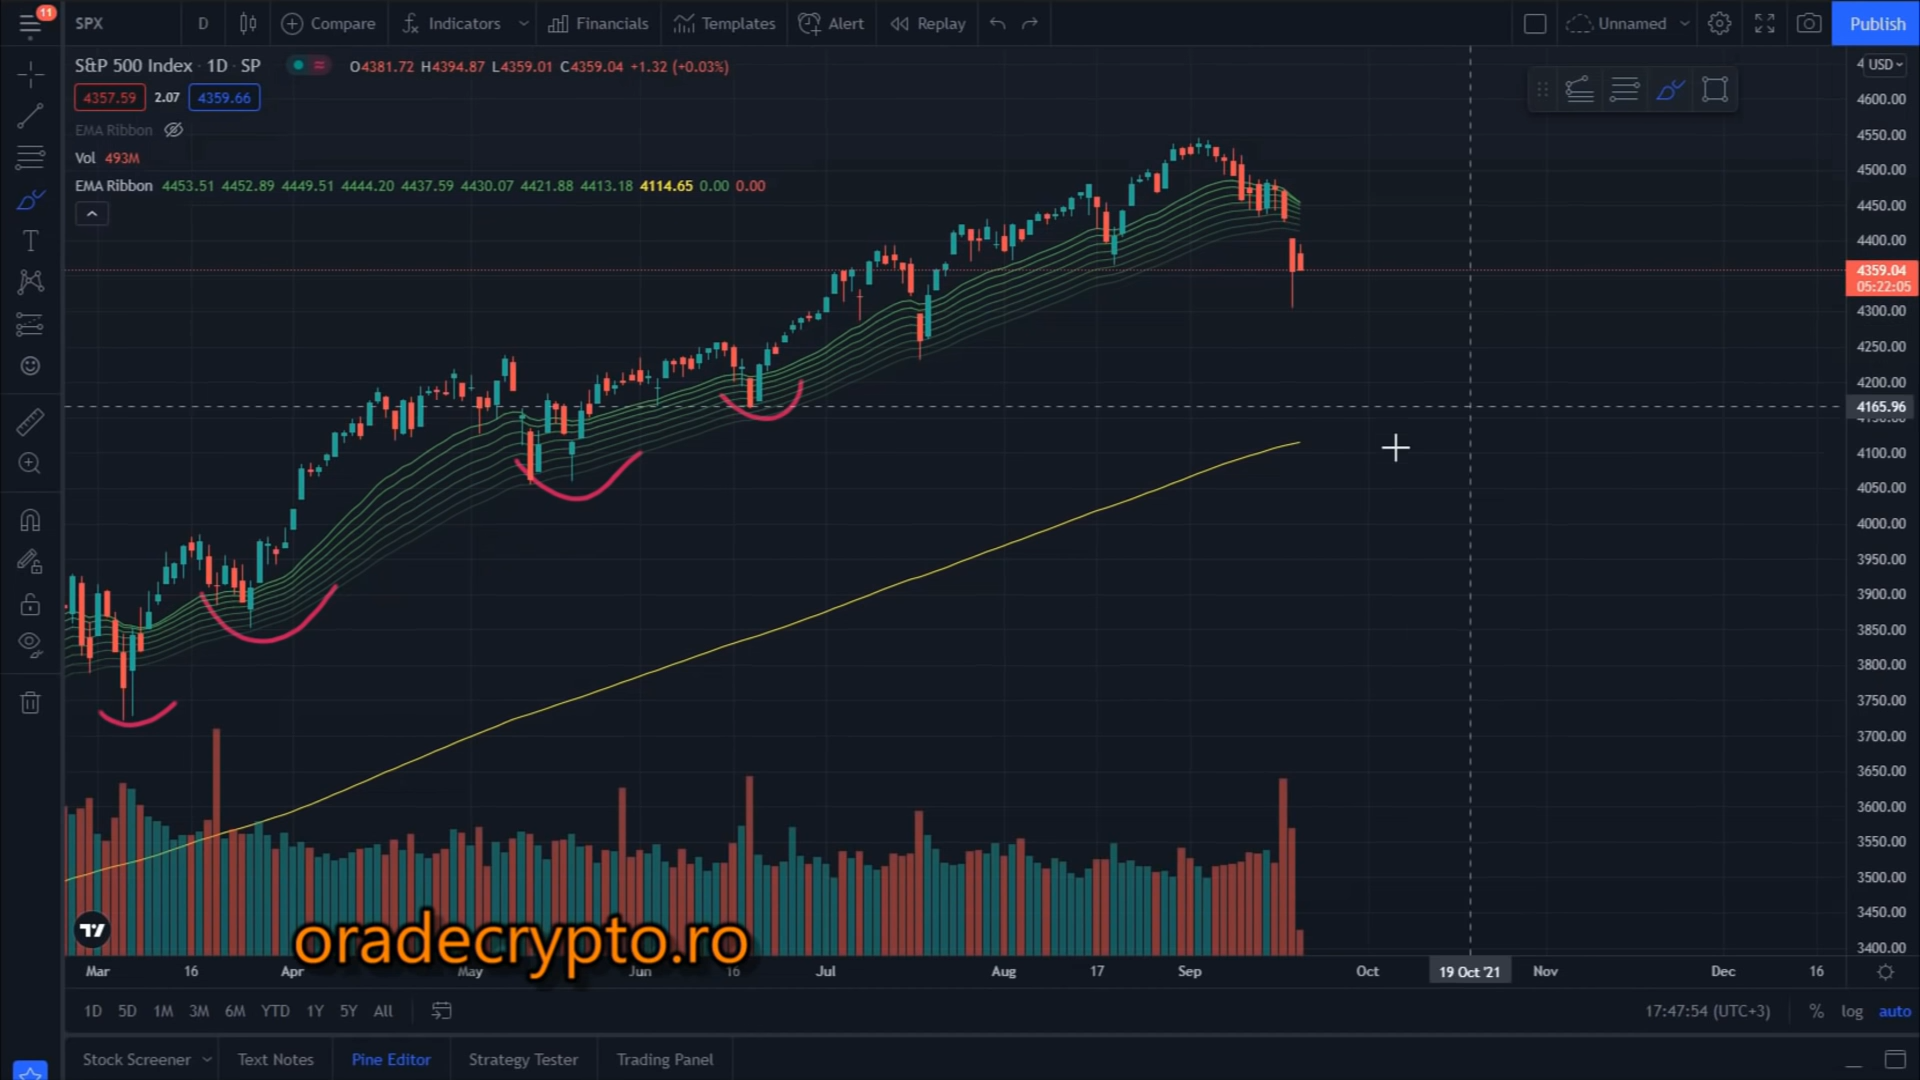 11
SPX D Compare Indicators Financials Templates Alert Replay Unnamed Publish
S&P 500 Index · 1D · SP O4381.72 H4394.87 L4359.01 C4359.04 +1.32 (+0.03%)
USD
4357.59 2.07 4359.66
4600.00
EMA Ribbon
4550.00
Vol 493M
4500.00
EMA Ribbon 4453.51 4452.89 4449.51 4444.20 4437.59 4430.07 4421.88 4413.18 4114.65 0.00 0.00
4450.00
4400.00
4359.04
05:22:05
4300.00
4250.00
4200.00
4165.96
4100.00
4050.00
4000.00
3950.00
3900.00
3850.00
3800.00
3750.00
3700.00
3650.00
3600.00
3550.00
3500.00
3450.00
3400.00
oradecrypto.ro
Mar 16 Apr May Jun 16 Jul Aug 17 Sep Oct 19 Oct '21 Nov Dec 16
1D 5D 1M 3M 6M YTD 1Y 5Y All 17:47:54 (UTC+3) % log auto
Stock Screener Text Notes Pine Editor Strategy Tester Trading Panel